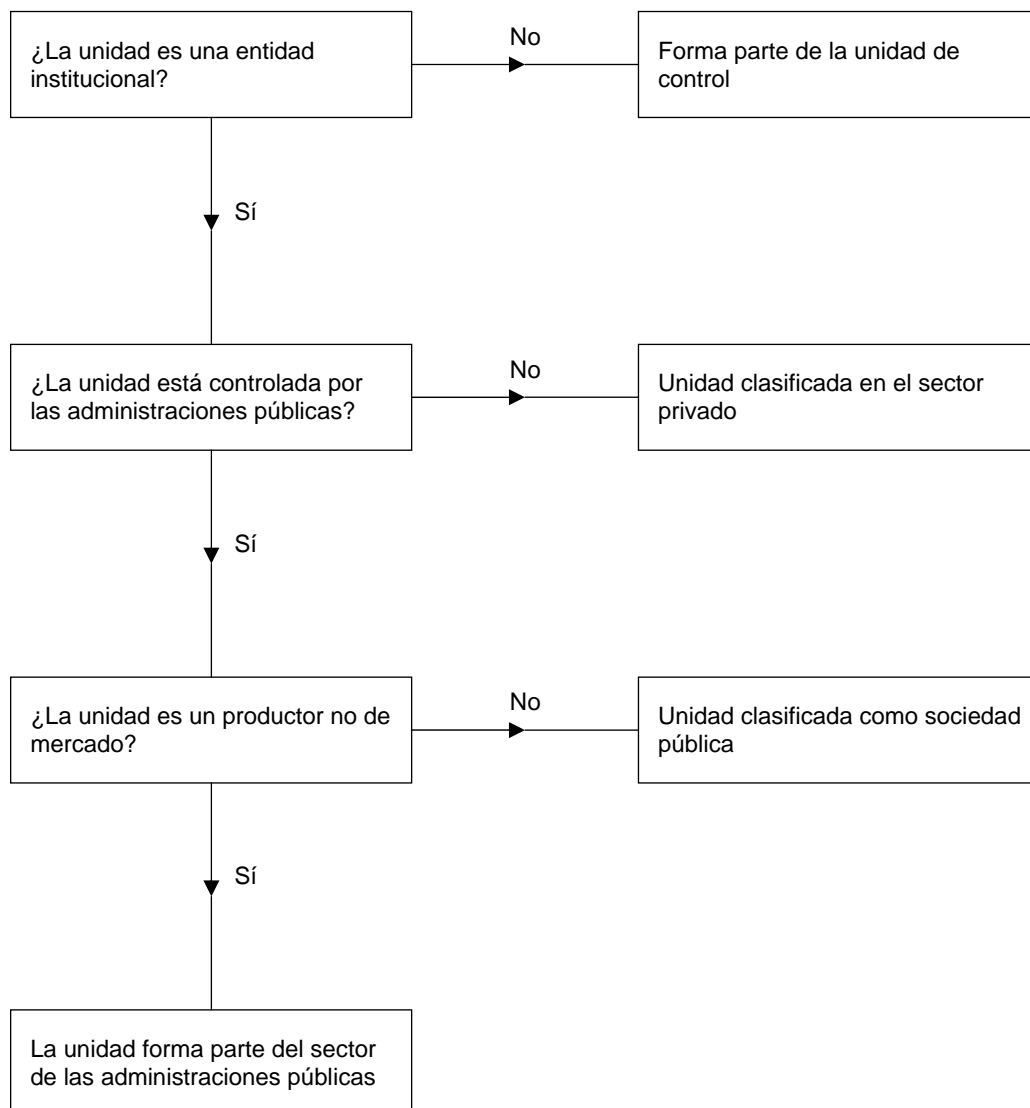 ¿La unidad es una entidad
institucional?
No
Forma parte de la unidad de
control
Sí
¿La unidad está controlada por
las administraciones públicas?
No
Unidad clasificada en el sector
privado
Sí
¿La unidad es un productor no de
mercado?
No
Unidad clasificada como sociedad
pública
Sí
La unidad forma parte del sector
de las administraciones públicas